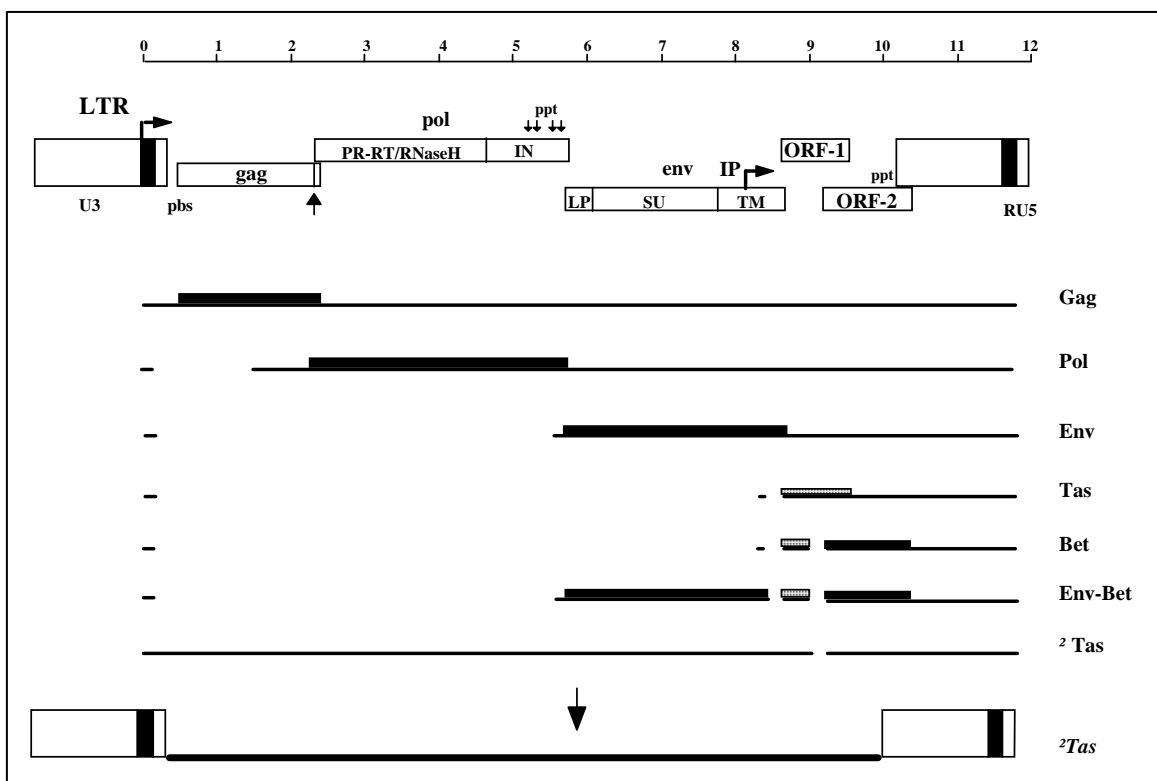 0 1 2 3 4 5 6 7 8 9 10 11 12
LTR
pol
ppt
PR-RT/RNaseH
IN
ORF-1
gag
env
IP
ppt
U3
pbs
LP
SU
TM
ORF-2
RU5
Gag
Pol
Env
Tas
Bet
Env-Bet
² Tas
²Tas